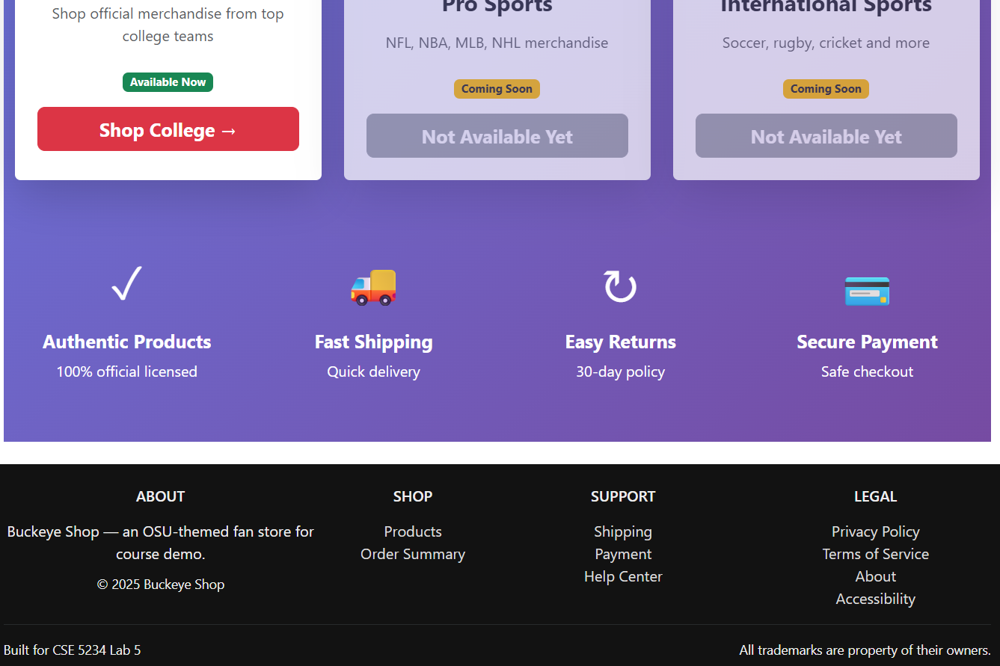 Shop official merchandise from top
college teams
Available Now
Shop College →
Pro Sports
NFL, NBA, MLB, NHL merchandise
Coming Soon
Not Available Yet
International Sports
Soccer, rugby, cricket and more
Coming Soon
Not Available Yet
Authentic Products
100% official licensed
Fast Shipping
Quick delivery
Easy Returns
30-day policy
Secure Payment
Safe checkout
ABOUT
Buckeye Shop — an OSU-themed fan store for
course demo.
© 2025 Buckeye Shop
SHOP
Products
Order Summary
SUPPORT
Shipping
Payment
Help Center
LEGAL
Privacy Policy
Terms of Service
About
Accessibility
Built for CSE 5234 Lab 5
All trademarks are property of their owners.